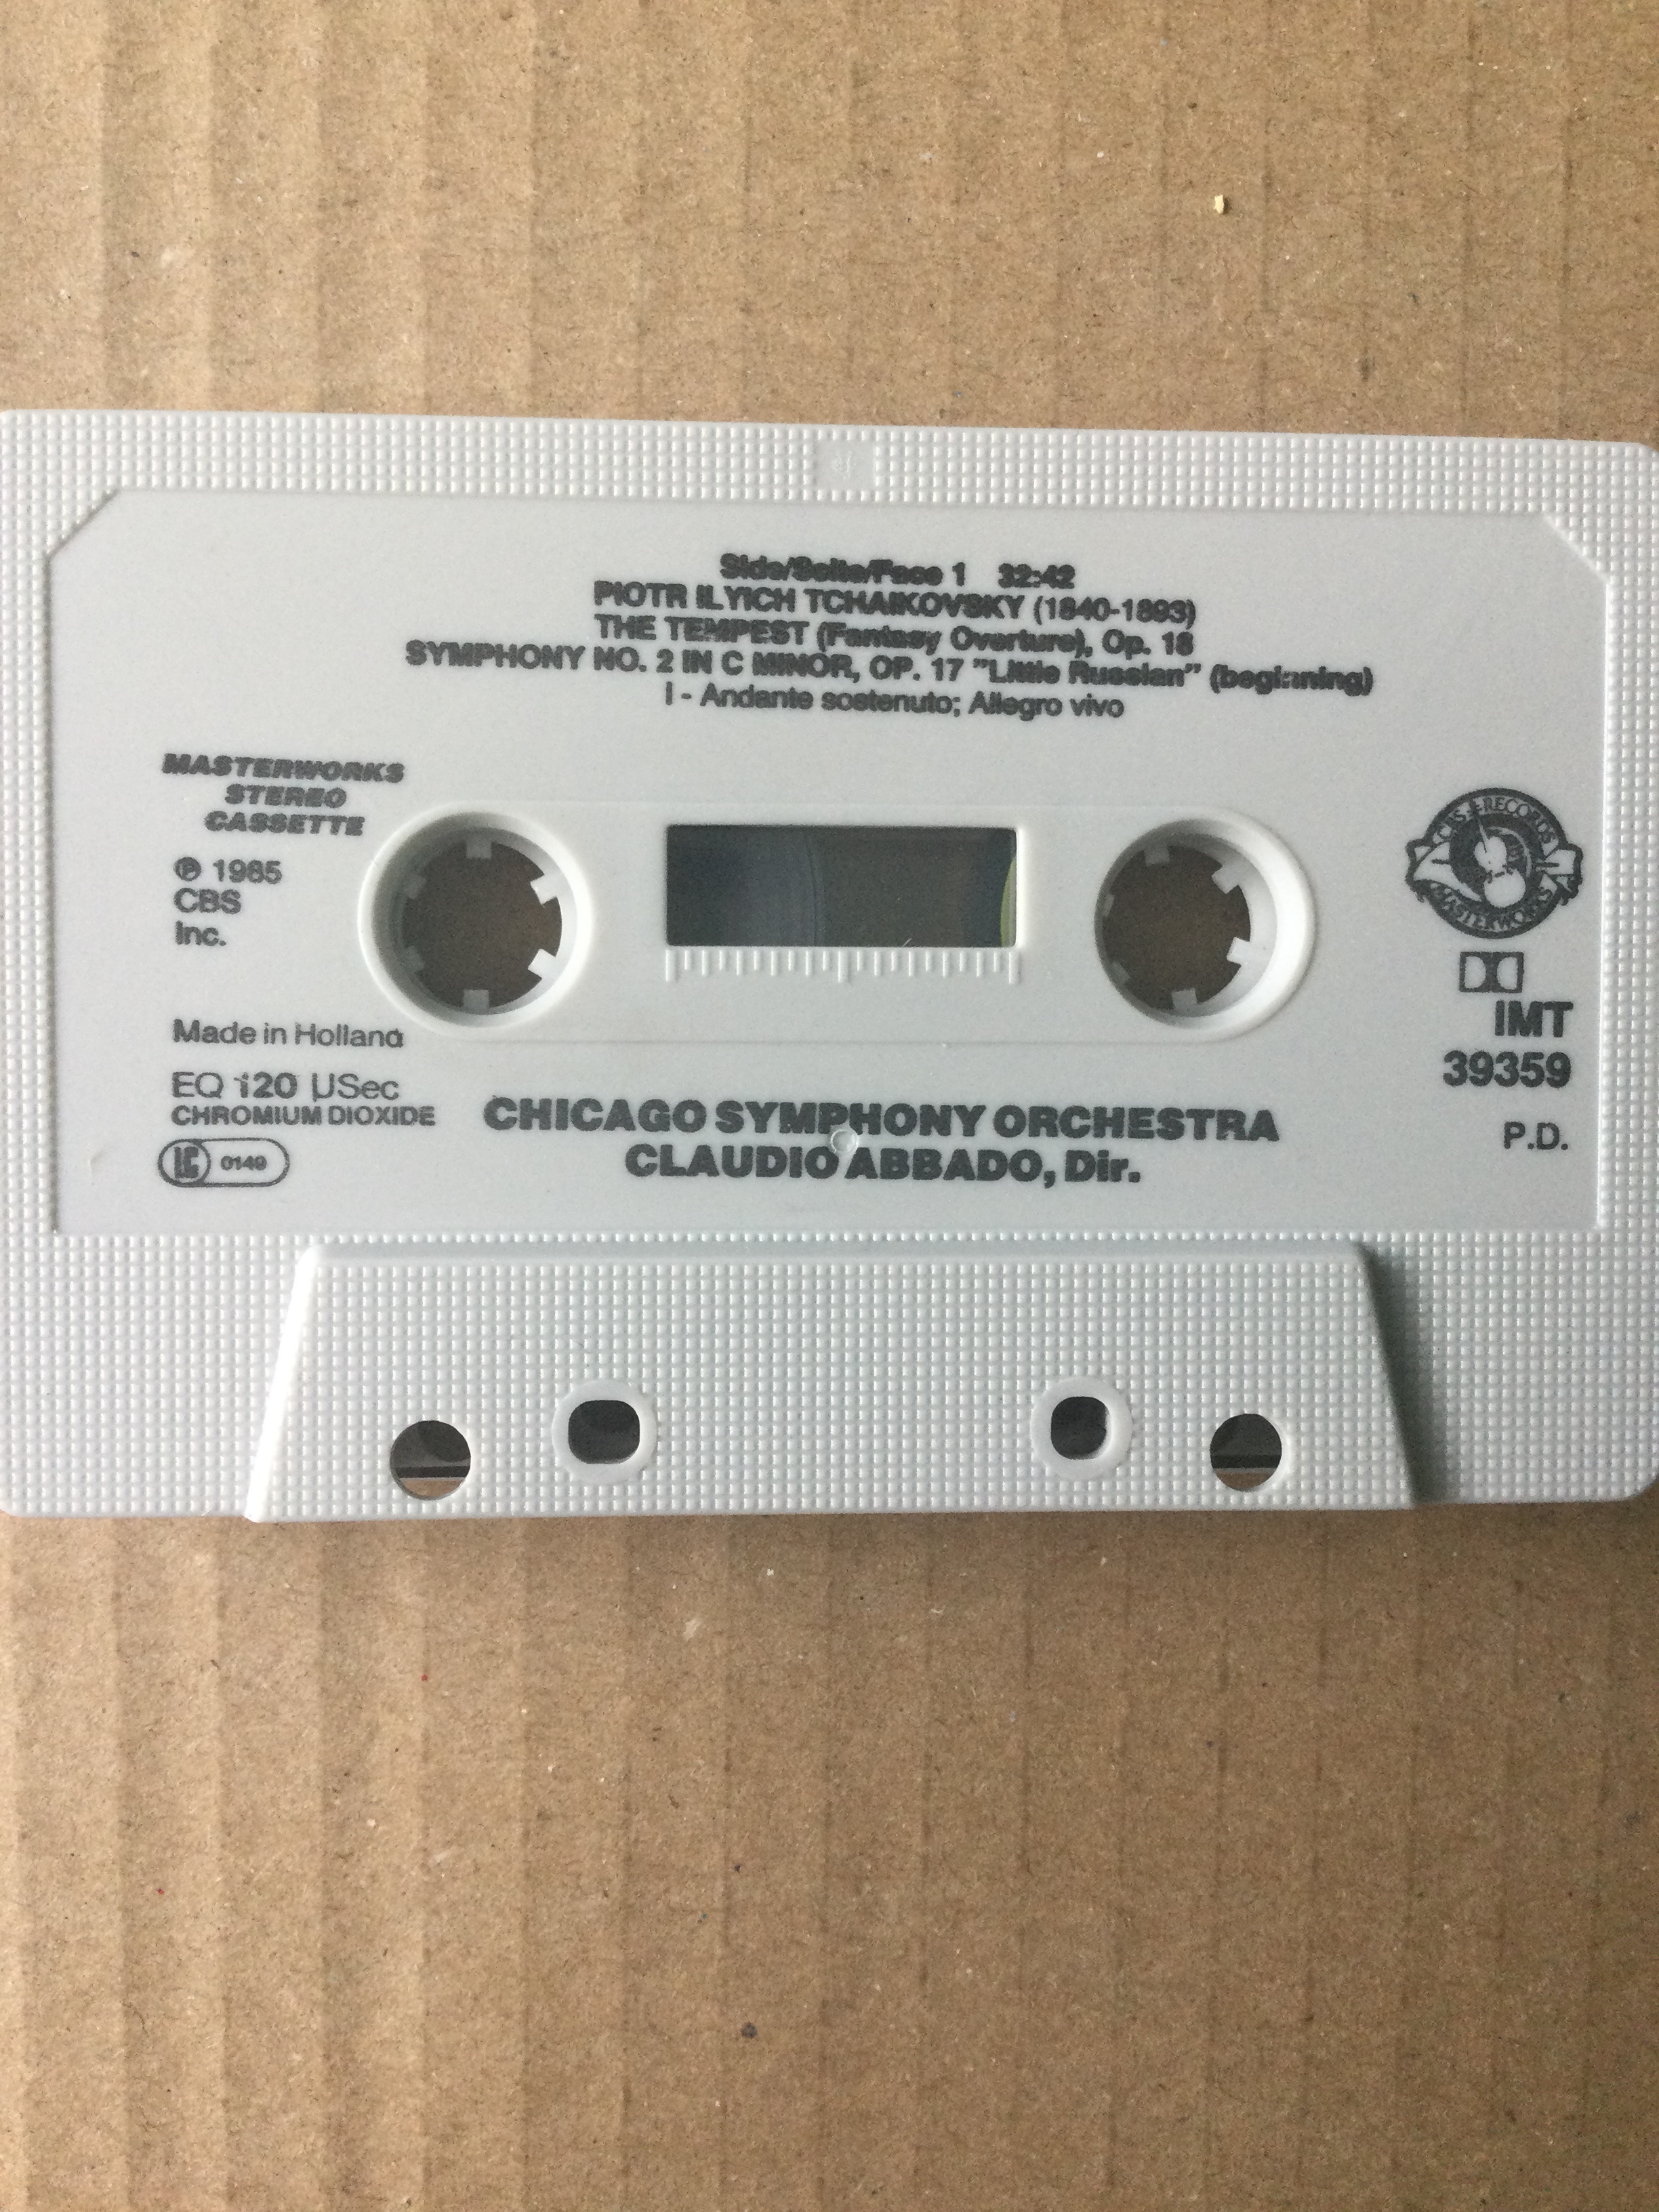 Side/Seite/Face 1 32:42
PIOTR ILYICH TCHAIKOVSKY (1840-1893)
THE TEMPEST (Fantasy Overture), Op. 18
SYMPHONY NO. 2 IN C MINOR, OP. 17 "Little Russian" (beginning)
I - Andante sostenuto; Allegro vivo
MASTERWORKS
STEREO
CASSETTE
℗ 1985
CBS
Inc.
CBS RECORDS
MASTERWORKS
Made in Holland
IMT
39359
EQ 120 µSec
CHROMIUM DIOXIDE
P.D.
LC 0149
CHICAGO SYMPHONY ORCHESTRA
CLAUDIO ABBADO, Dir.